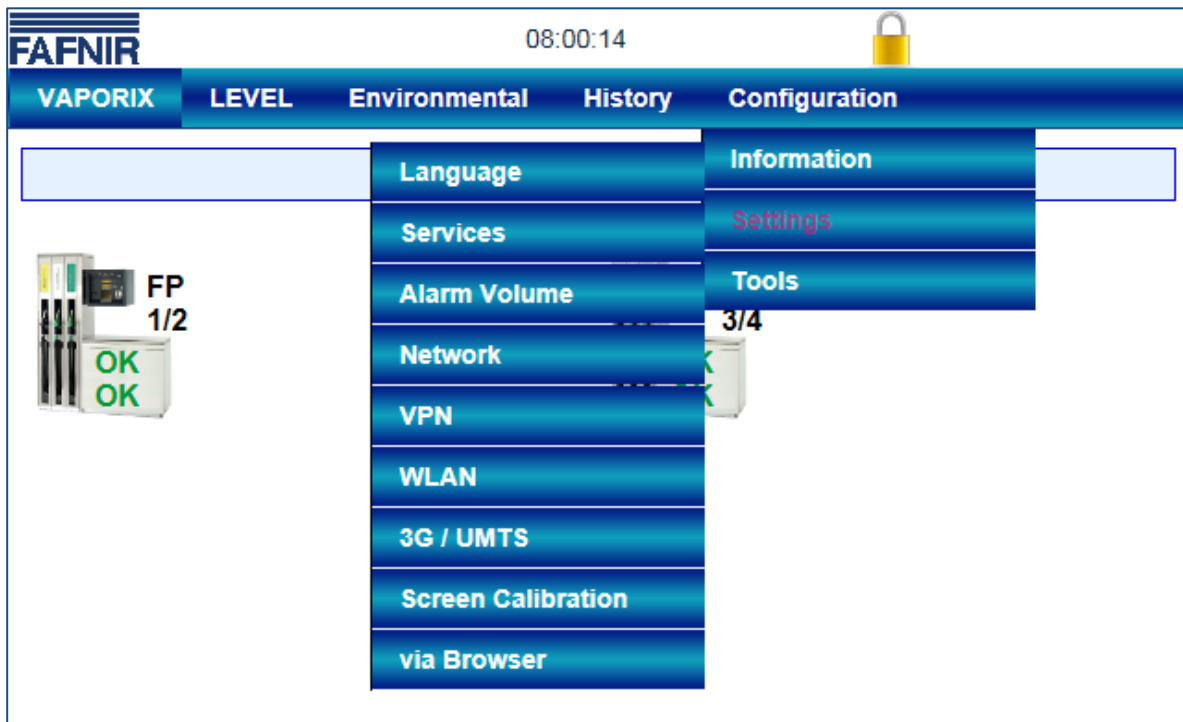 FAFNIR
08:00:14
VAPORIX LEVEL Environmental History Configuration
Information
Settings
Tools
Language
Services
Alarm Volume
Network
VPN
WLAN
3G / UMTS
Screen Calibration
via Browser
FP
1/2
OK
OK
3/4